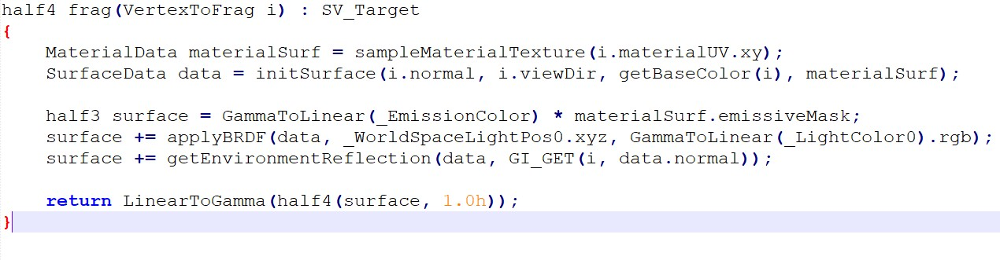 half4 frag(VertexToFrag i) : SV_Target
{
    MaterialData materialSurf = sampleMaterialTexture(i.materialUV.xy);
    SurfaceData data = initSurface(i.normal, i.viewDir, getBaseColor(i), materialSurf);

    half3 surface = GammaToLinear(_EmissionColor) * materialSurf.emissiveMask;
    surface += applyBRDF(data, _WorldSpaceLightPos0.xyz, GammaToLinear(_LightColor0).rgb);
    surface += getEnvironmentReflection(data, GI_GET(i, data.normal));

    return LinearToGamma(half4(surface, 1.0h));
}